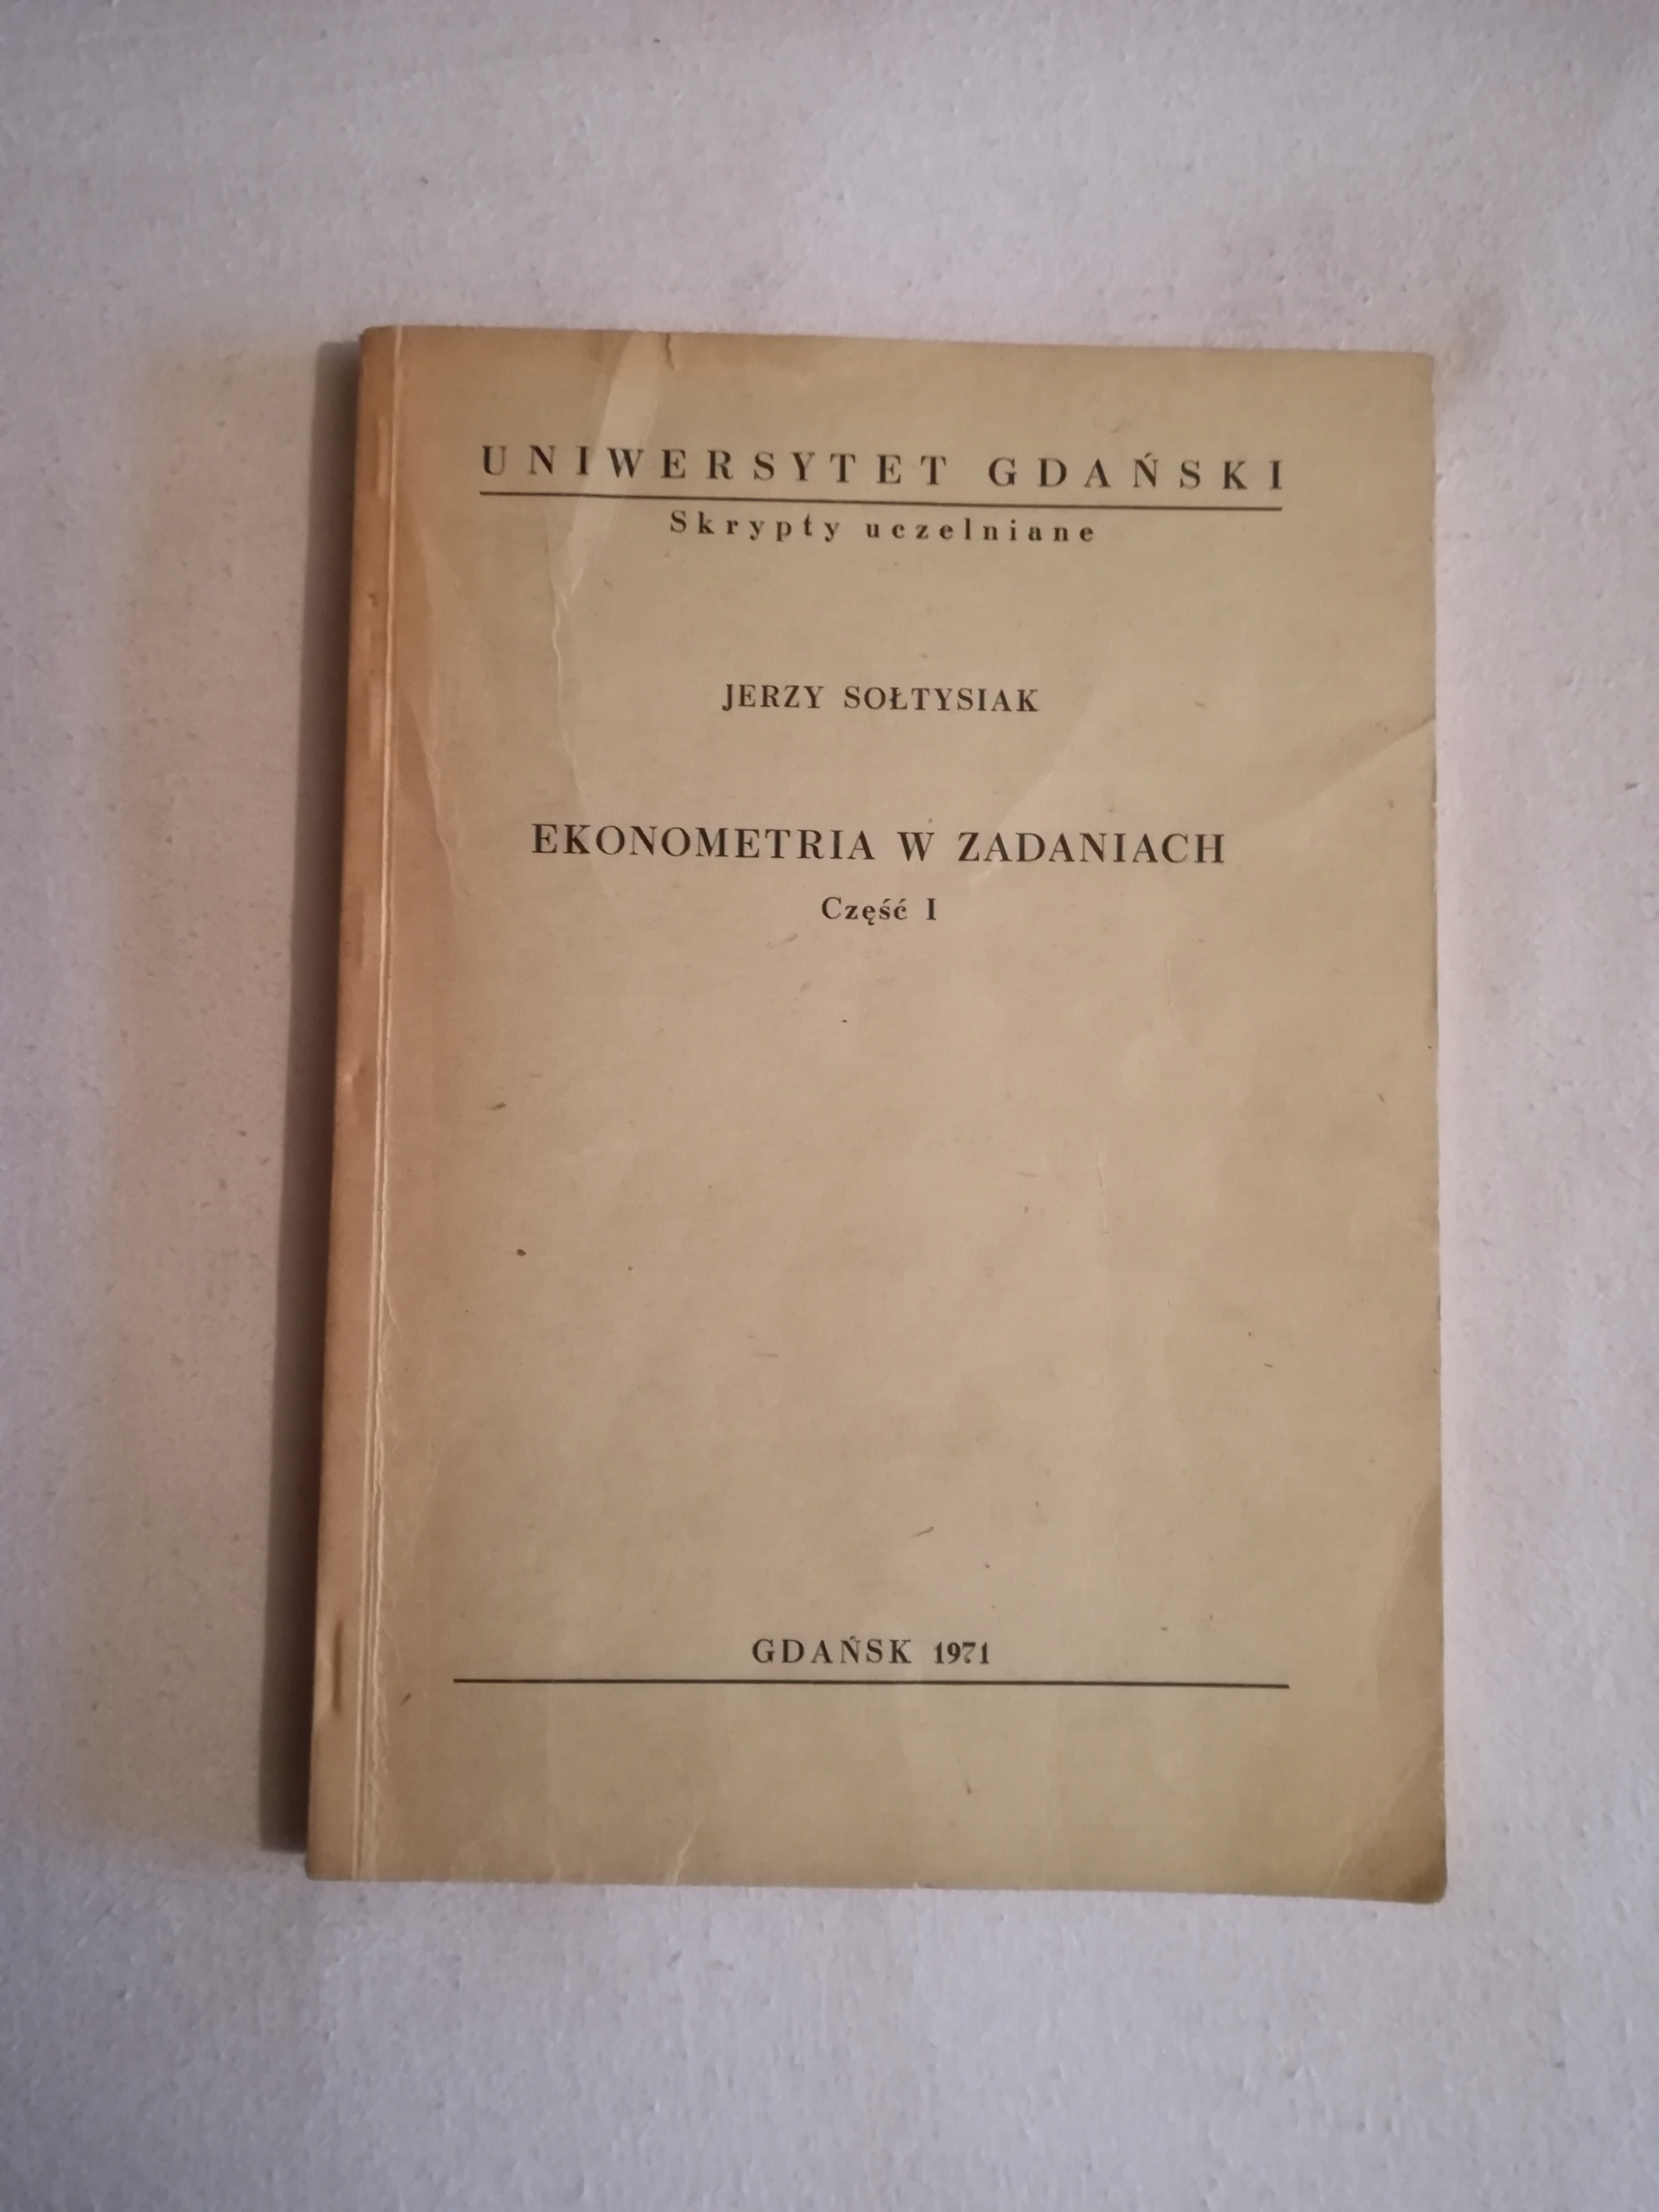 UNIWERSYTET GDAŃSKI
Skrypty uczelniane
JERZY SOŁTYSIAK
EKONOMETRIA W ZADANIACH
Część I
GDAŃSK 1971